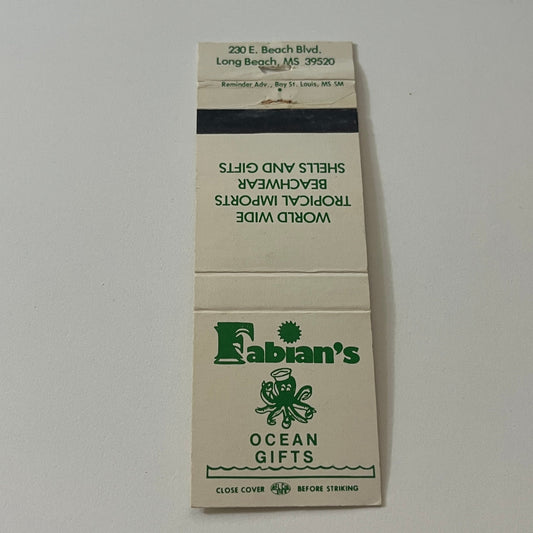 230 E. Beach Blvd.
Long Beach, MS 39520
Reminder Adv., Bay St. Louis, MS SM
WORLD WIDE
TROPICAL IMPORTS
BEACHWEAR
SHELLS AND GIFTS
Fabian's
OCEAN
GIFTS
CLOSE COVER BEFORE STRIKING